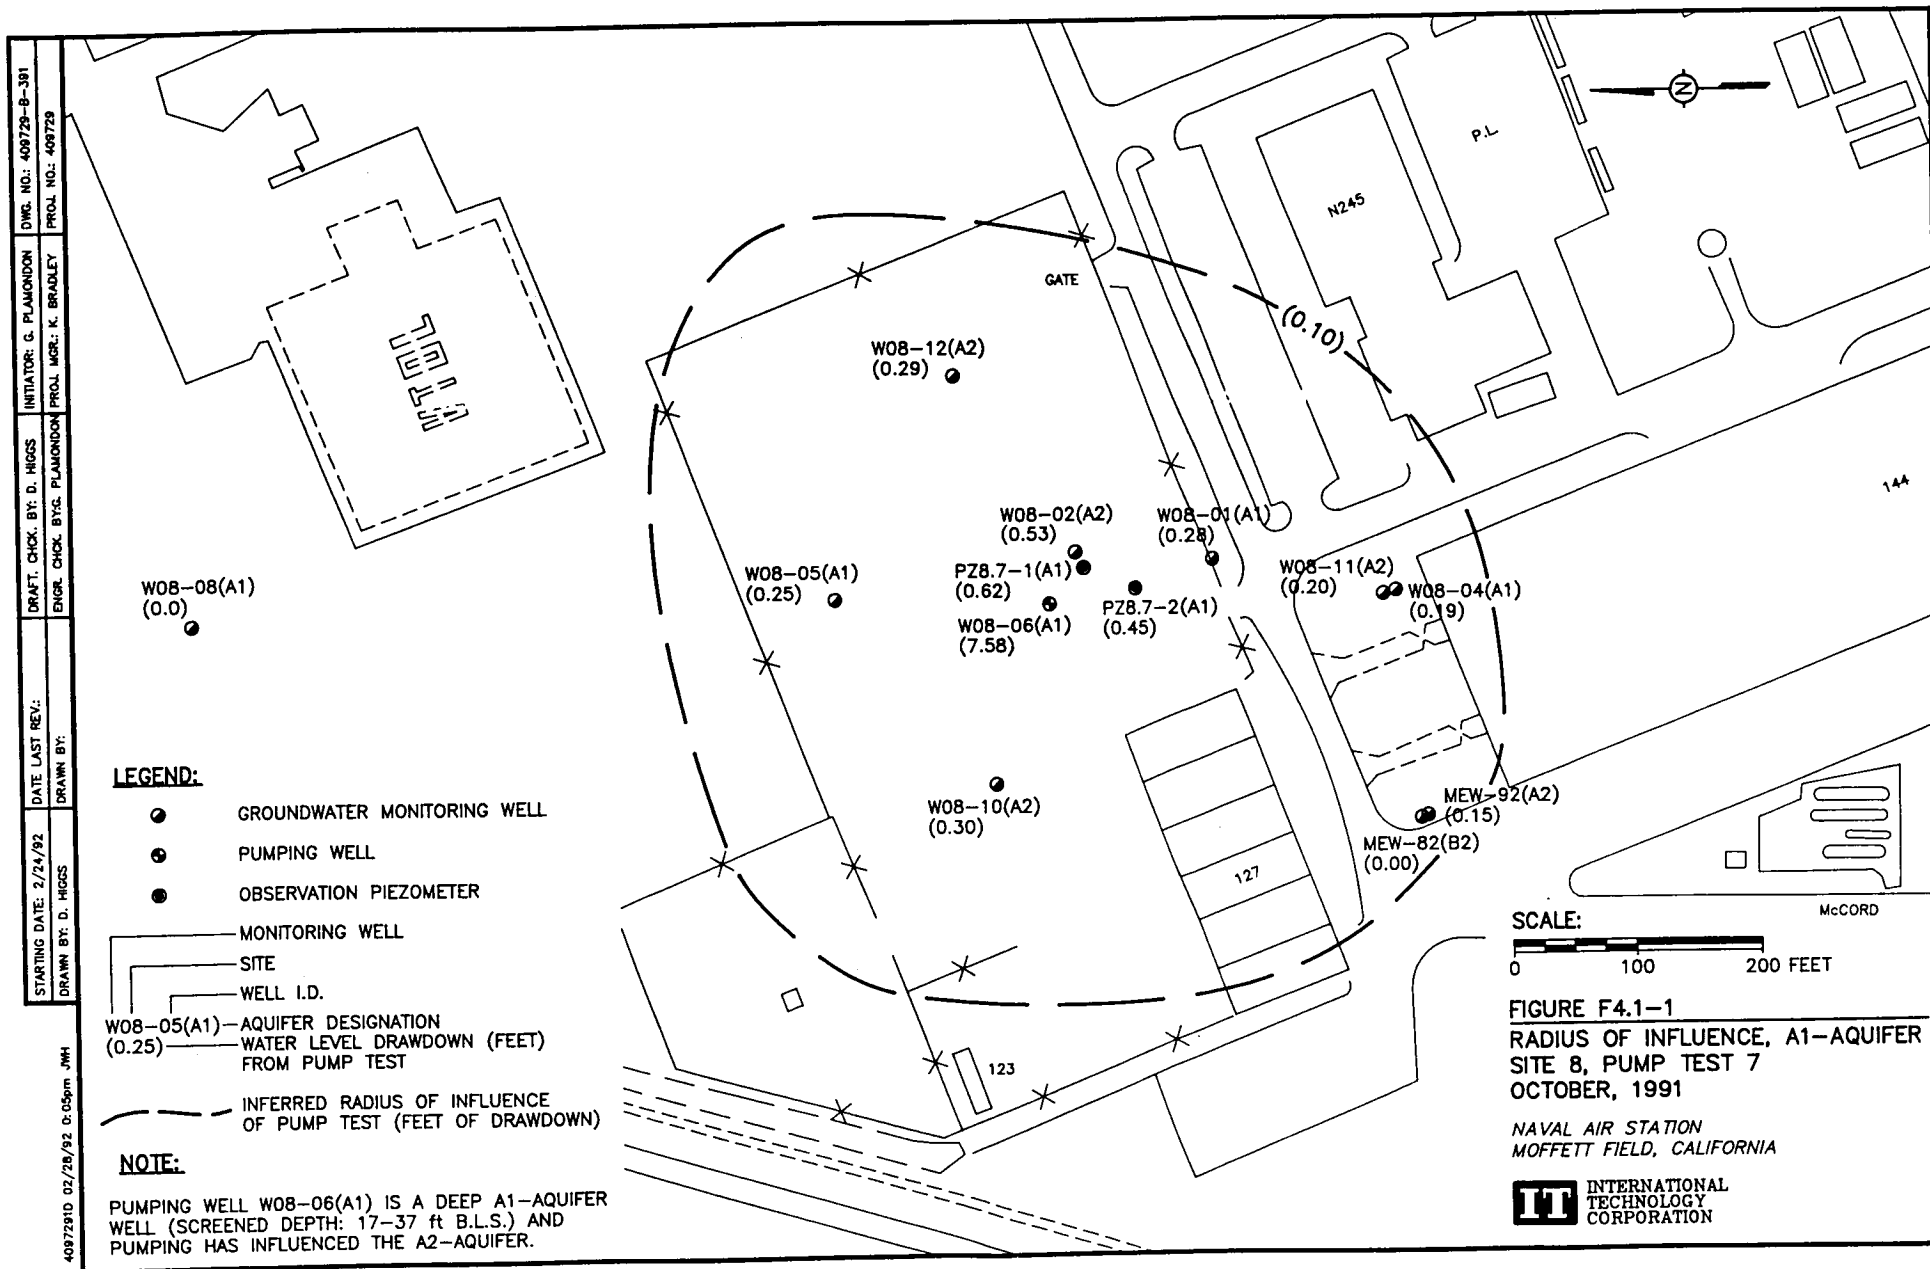 DWG. NO.: 409729-B-391
PROJ. NO.: 409729
INITIATOR: G. PLAMONDON
PROJ. MGR.: K. BRADLEY
DRAFT. CHCK. BY: D. HIGGS
ENGR. CHCK. BY:G. PLAMONDON
DATE LAST REV.:
DRAWN BY:
STARTING DATE: 2/24/92
DRAWN BY: D. HIGGS
4097291D 02/28/92 0:05pm JWH
N
P.L.
N245
GATE
(0.10)
144
W08-12(A2)
(0.29)
W08-02(A2)
(0.53)
W08-01(A1)
(0.28)
PZ8.7-1(A1)
(0.62)
W08-05(A1)
(0.25)
W08-08(A1)
(0.0)
W08-11(A2)
(0.20)
W08-04(A1)
(0.19)
PZ8.7-2(A1)
(0.45)
W08-06(A1)
(7.58)
W08-10(A2)
(0.30)
MEW-92(A2)
(0.15)
MEW-82(B2)
(0.00)
127
123
McCORD
LEGEND:
GROUNDWATER MONITORING WELL
PUMPING WELL
OBSERVATION PIEZOMETER
MONITORING WELL
SITE
WELL I.D.
W08-05(A1)-AQUIFER DESIGNATION
(0.25) WATER LEVEL DRAWDOWN (FEET)
FROM PUMP TEST
INFERRED RADIUS OF INFLUENCE
OF PUMP TEST (FEET OF DRAWDOWN)
NOTE:
PUMPING WELL W08-06(A1) IS A DEEP A1-AQUIFER
WELL (SCREENED DEPTH: 17-37 ft B.L.S.) AND
PUMPING HAS INFLUENCED THE A2-AQUIFER.
SCALE:
0 100 200 FEET
FIGURE F4.1-1
RADIUS OF INFLUENCE, A1-AQUIFER
SITE 8, PUMP TEST 7
OCTOBER, 1991
NAVAL AIR STATION
MOFFETT FIELD, CALIFORNIA
IT
INTERNATIONAL
TECHNOLOGY
CORPORATION